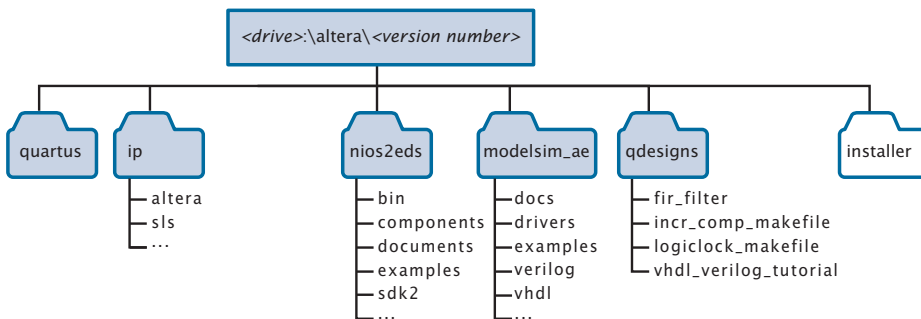 <drive>:\altera\<version number>
quartus
ip
nios2eds
modelsim_ae
qdesigns
installer
altera
sls
...
bin
components
documents
examples
sdk2
...
docs
drivers
examples
verilog
vhdl
...
fir_filter
incr_comp_makefile
logiclock_makefile
vhdl_verilog_tutorial